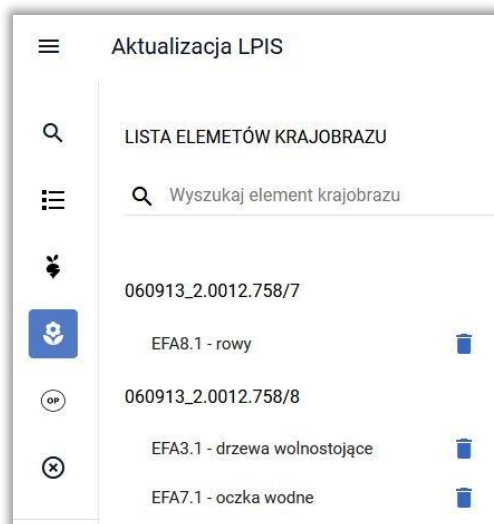 Aktualizacja LPIS
LISTA ELEMETÓW KRAJOBRAZU
Wyszukaj element krajobrazu
060913_2.0012.758/7
EFA8.1 - rowy
OP
060913_2.0012.758/8
EFA3.1 - drzewa wolnostojące
EFA7.1 - oczka wodne